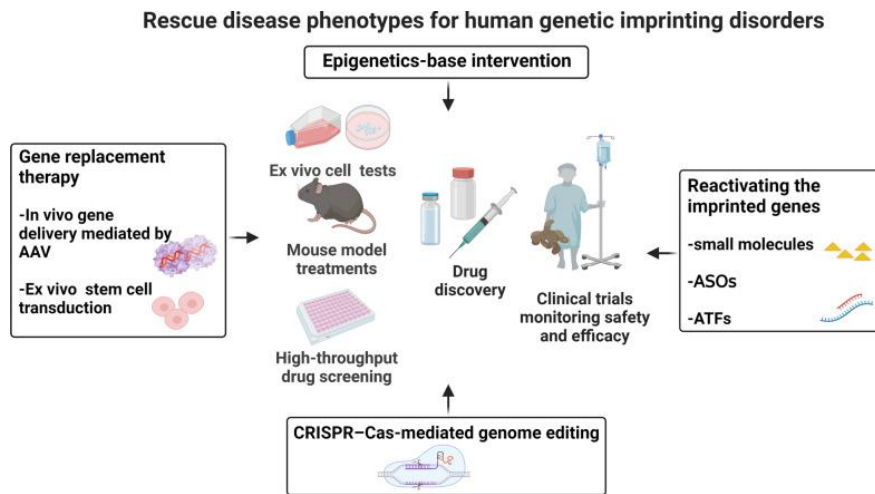 Rescue disease phenotypes for human genetic imprinting disorders
Epigenetics-base intervention
Gene replacement
therapy
-In vivo gene
delivery mediated by
AAV
-Ex vivo stem cell
transduction
Ex vivo cell tests
Mouse model
treatments
High-throughput
drug screening
Drug
discovery
Clinical trials
monitoring safety
and efficacy
Reactivating the
imprinted genes
-small molecules
-ASOs
-ATFs
CRISPR–Cas-mediated genome editing